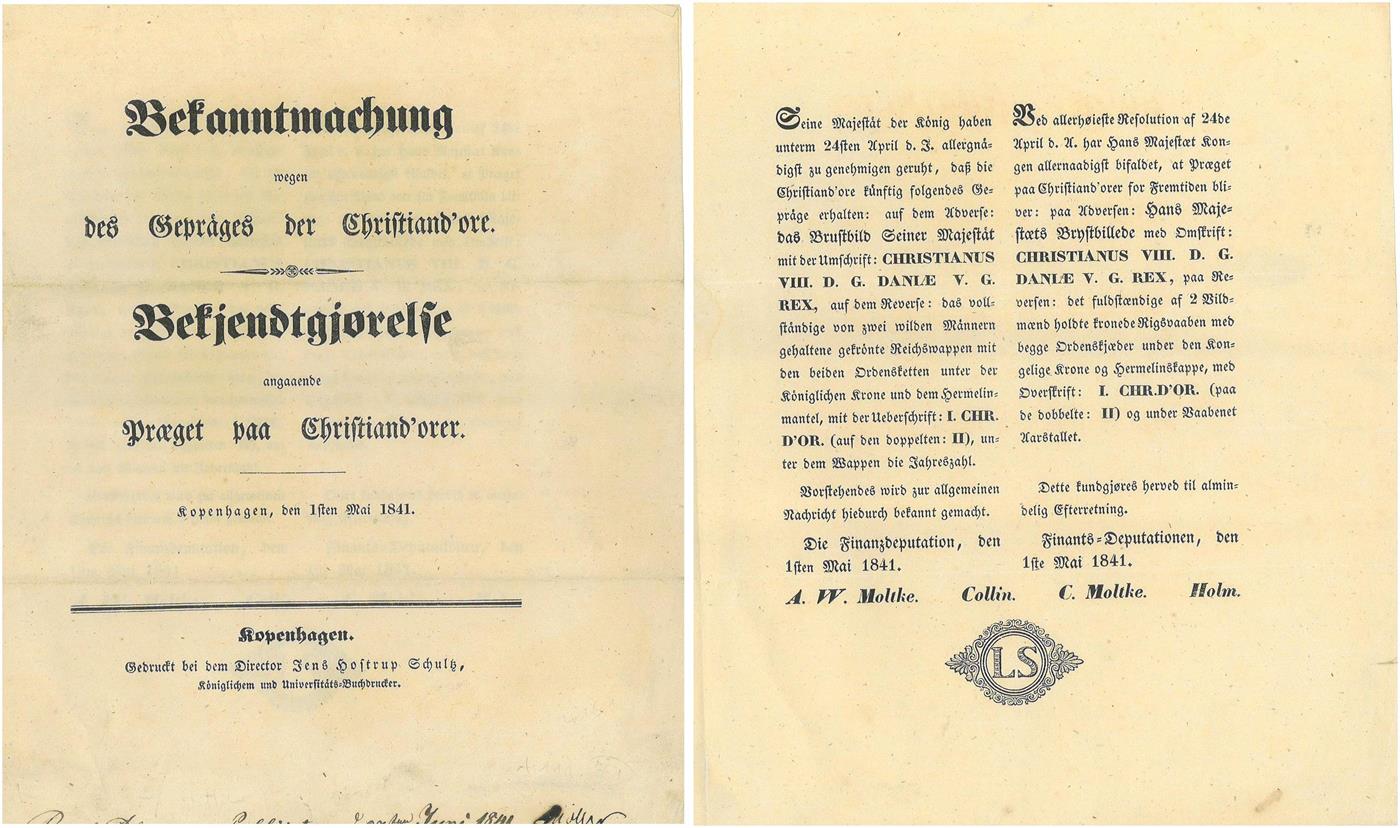 Bekanntmachung
wegen
des Gepräges der Christiand'ore.
Bekjendtgjørelse
angaaende
Præget paa Christiand'orer.
Kopenhagen, den 1sten Mai 1841.
Kopenhagen.
Gedruckt bei dem Director Jens Hostrup Schultz,
Königlichem und Universitäts-Buchdrucker.
Juni 1841
Seine Majestät der König haben
unterm 24sten April d. J. allergnä-
digst zu genehmigen geruht, daß die
Christiand'ore künftig folgendes Ge-
präge erhalten: auf dem Adverse:
das Brustbild Seiner Majestät
mit der Umschrift: CHRISTIANUS
VIII. D. G. DANIÆ V. G.
REX, auf dem Reverse: das voll-
ständige von zwei wilden Männern
gehaltene gekrönte Reichswappen mit
den beiden Ordensketten unter der
Königlichen Krone und dem Hermelin-
mantel, mit der Ueberschrift: I. CHR.
D'OR. (auf den doppelten: II), un-
ter dem Wappen die Jahreszahl.
Vorstehendes wird zur allgemeinen
Nachricht hiedurch bekannt gemacht.
Die Finanzdeputation, den
1sten Mai 1841.
Ved allerhøieste Resolution af 24de
April d. A. har Hans Majestæt Kon-
gen allernaadigst bifaldet, at Præget
paa Christiand'orer for Fremtiden bli-
ver: paa Adversen: Hans Maje-
stæts Brystbillede med Omskrift:
CHRISTIANUS VIII. D. G.
DANIÆ V. G. REX, paa Re-
versen: det fuldstændige af 2 Vild-
mænd holdte kronede Rigsvaaben med
begge Ordenskjæder under den Kon-
gelige Krone og Hermelinskappe, med
Overskrift: I. CHR.D'OR. (paa
de dobbelte: II) og under Vaabenet
Aarstallet.
Dette kundgjøres herved til almin-
delig Efterretning.
Finants-Deputationen, den
1ste Mai 1841.
A. W. Moltke. Collin. C. Moltke. Holm.
LS